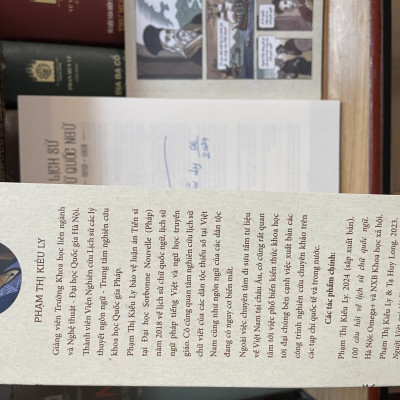 PHẠM THỊ KIỀU LY
Giảng viên Trường Khoa học liên ngành
và Nghệ thuật - Đại học Quốc gia Hà Nội.
Thành viên Viện Nghiên cứu Lịch sử các lý
thuyết ngôn ngữ - Trung tâm nghiên cứu
khoa học Quốc gia Pháp.
Phạm Thị Kiều Ly bảo vệ luận án Tiến sĩ
tại Đại học Sorbonne Nouvelle (Pháp)
năm 2018 về lịch sử chữ quốc ngữ, lịch sử
ngữ pháp tiếng Việt và ngữ học truyền
giáo. Cô cũng quan tâm nghiên cứu lịch sử
chữ viết của các dân tộc thiểu số tại Việt
Nam cũng như ngôn ngữ của các dân tộc
đang có nguy cơ biến mất.
Ngoài việc chuyên tâm đi sưu tầm tư liệu
về Việt Nam tại châu Âu, cô cũng rất quan
tâm tới việc phổ biến kiến thức khoa học
tới đại chúng bên cạnh việc xuất bản các
công trình nghiên cứu chuyên khảo trên
các tạp chí quốc tế và trong nước.
Các tác phẩm chính:
Phạm Thị Kiều Ly, 2024 (sắp xuất bản),
100 câu hỏi về lịch sử chữ quốc ngữ,
Hà Nội, Omega+ và NXB Khoa học xã hội.
Phạm Thị Kiều Ly & Tạ Huy Long, 2023,
LỊCH SỬ
CHỮ QUỐC NGỮ
ĐỊA BA CỐ